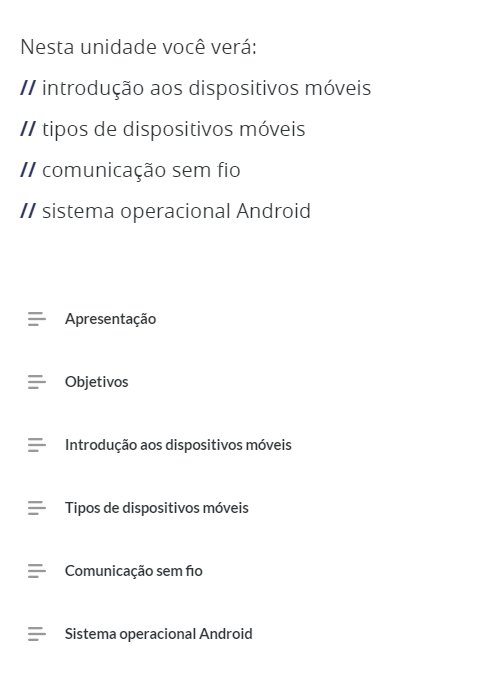 Nesta unidade você verá:
// introdução aos dispositivos móveis
// tipos de dispositivos móveis
// comunicação sem fio
// sistema operacional Android
Apresentação
Objetivos
Introdução aos dispositivos móveis
Tipos de dispositivos móveis
Comunicação sem fio
Sistema operacional Android